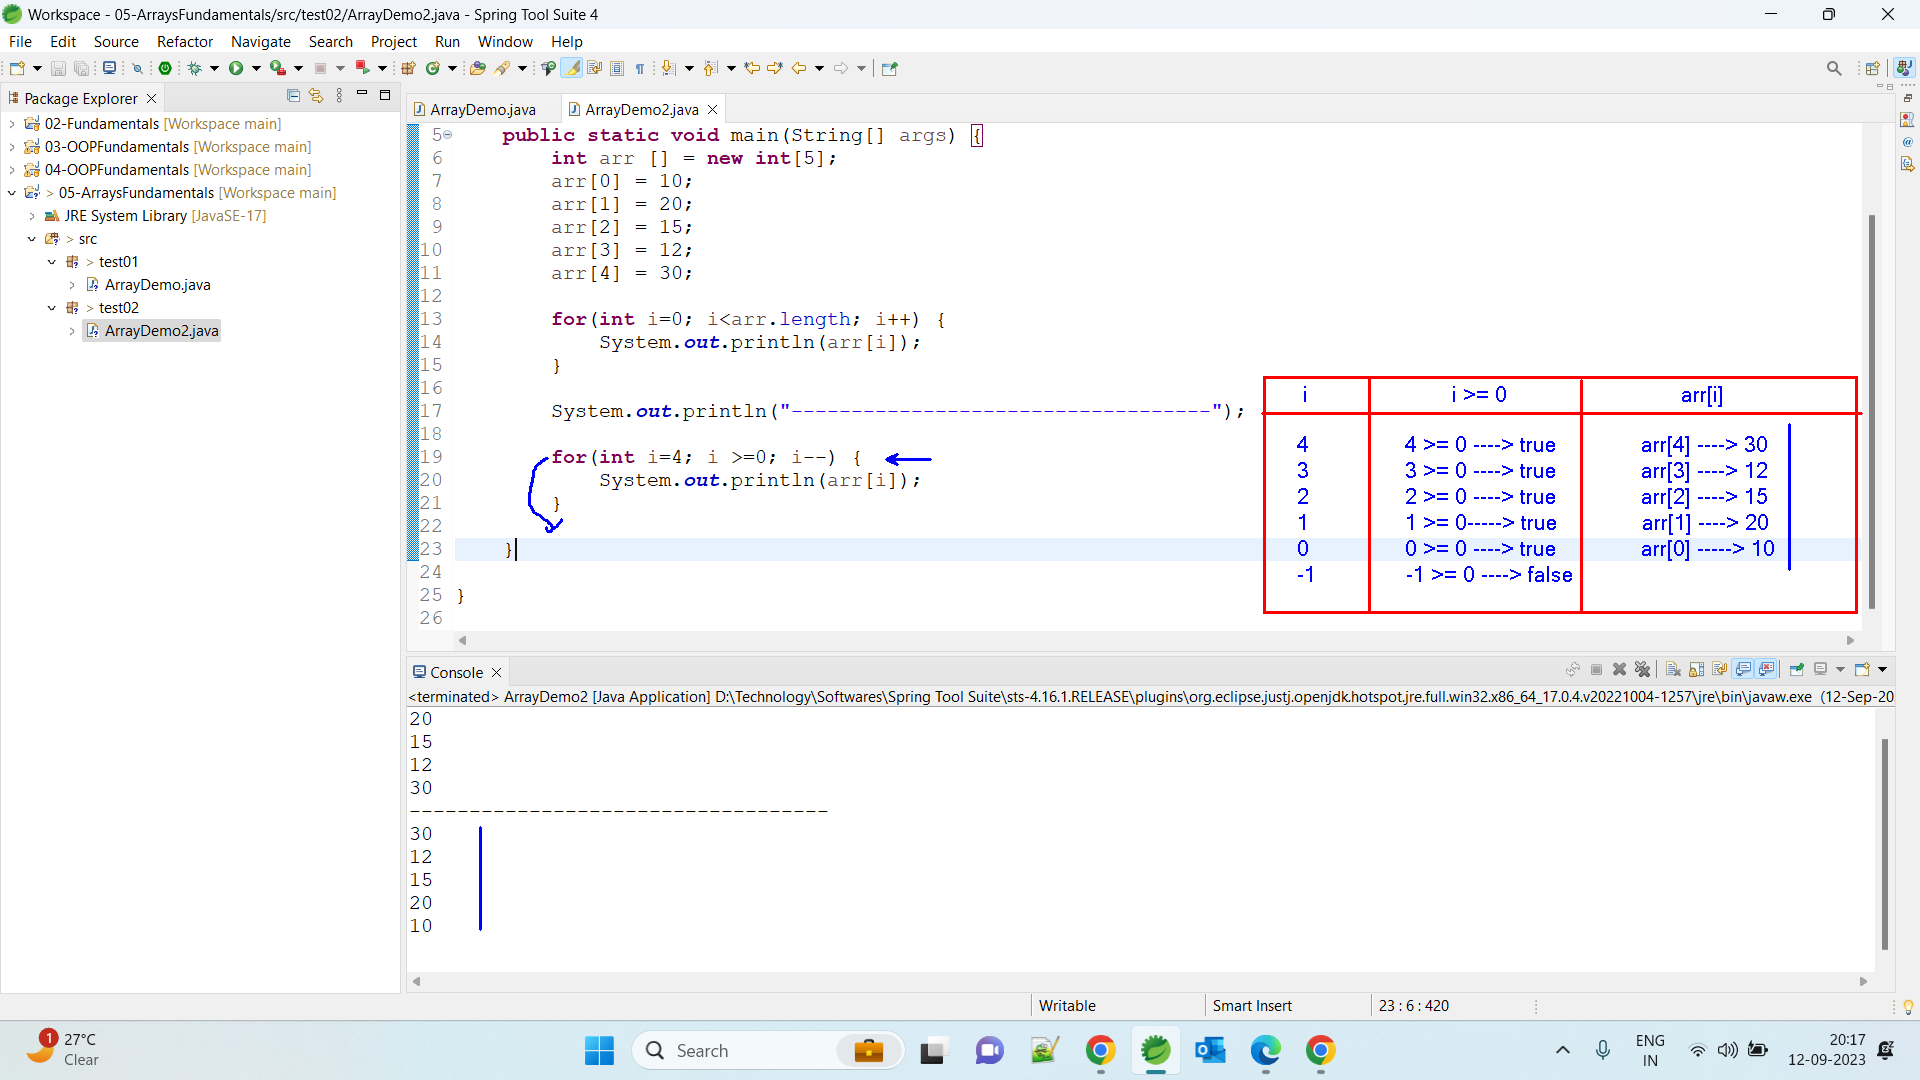 Workspace - 05-ArraysFundamentals/src/test02/ArrayDemo2.java - Spring Tool Suite 4
File Edit Source Refactor Navigate Search Project Run Window Help
Package Explorer
02-Fundamentals [Workspace main]
03-OOPFundamentals [Workspace main]
04-OOPFundamentals [Workspace main]
> 05-ArraysFundamentals [Workspace main]
JRE System Library [JavaSE-17]
> src
> test01
ArrayDemo.java
> test02
ArrayDemo2.java
ArrayDemo.java ArrayDemo2.java
5 public static void main(String[] args) {
6 int arr [] = new int[5];
7 arr[0] = 10;
8 arr[1] = 20;
9 arr[2] = 15;
10 arr[3] = 12;
11 arr[4] = 30;
12
13 for(int i=0; i<arr.length; i++) {
14 System.out.println(arr[i]);
15 }
16
17 System.out.println("-----------------------------------");
18
19 for(int i=4; i >=0; i--) {
20 System.out.println(arr[i]);
21 }
22
23 }
24
25 }
26
i i >= 0 arr[i]
4 4 >= 0 ----> true arr[4] ----> 30
3 3 >= 0 ----> true arr[3] ----> 12
2 2 >= 0 ----> true arr[2] ----> 15
1 1 >= 0-----> true arr[1] ----> 20
0 0 >= 0 ----> true arr[0] -----> 10
-1 -1 >= 0 ----> false
Console
<terminated> ArrayDemo2 [Java Application] D:\Technology\Softwares\Spring Tool Suite\sts-4.16.1.RELEASE\plugins\org.eclipse.justj.openjdk.hotspot.jre.full.win32.x86_64_17.0.4.v20221004-1257\jre\bin\javaw.exe (12-Sep-20
20
15
12
30
-----------------------------------
30
12
15
20
10
Writable Smart Insert 23 : 6 : 420
1
27°C
Clear
Search
ENG
IN
20:17
12-09-2023